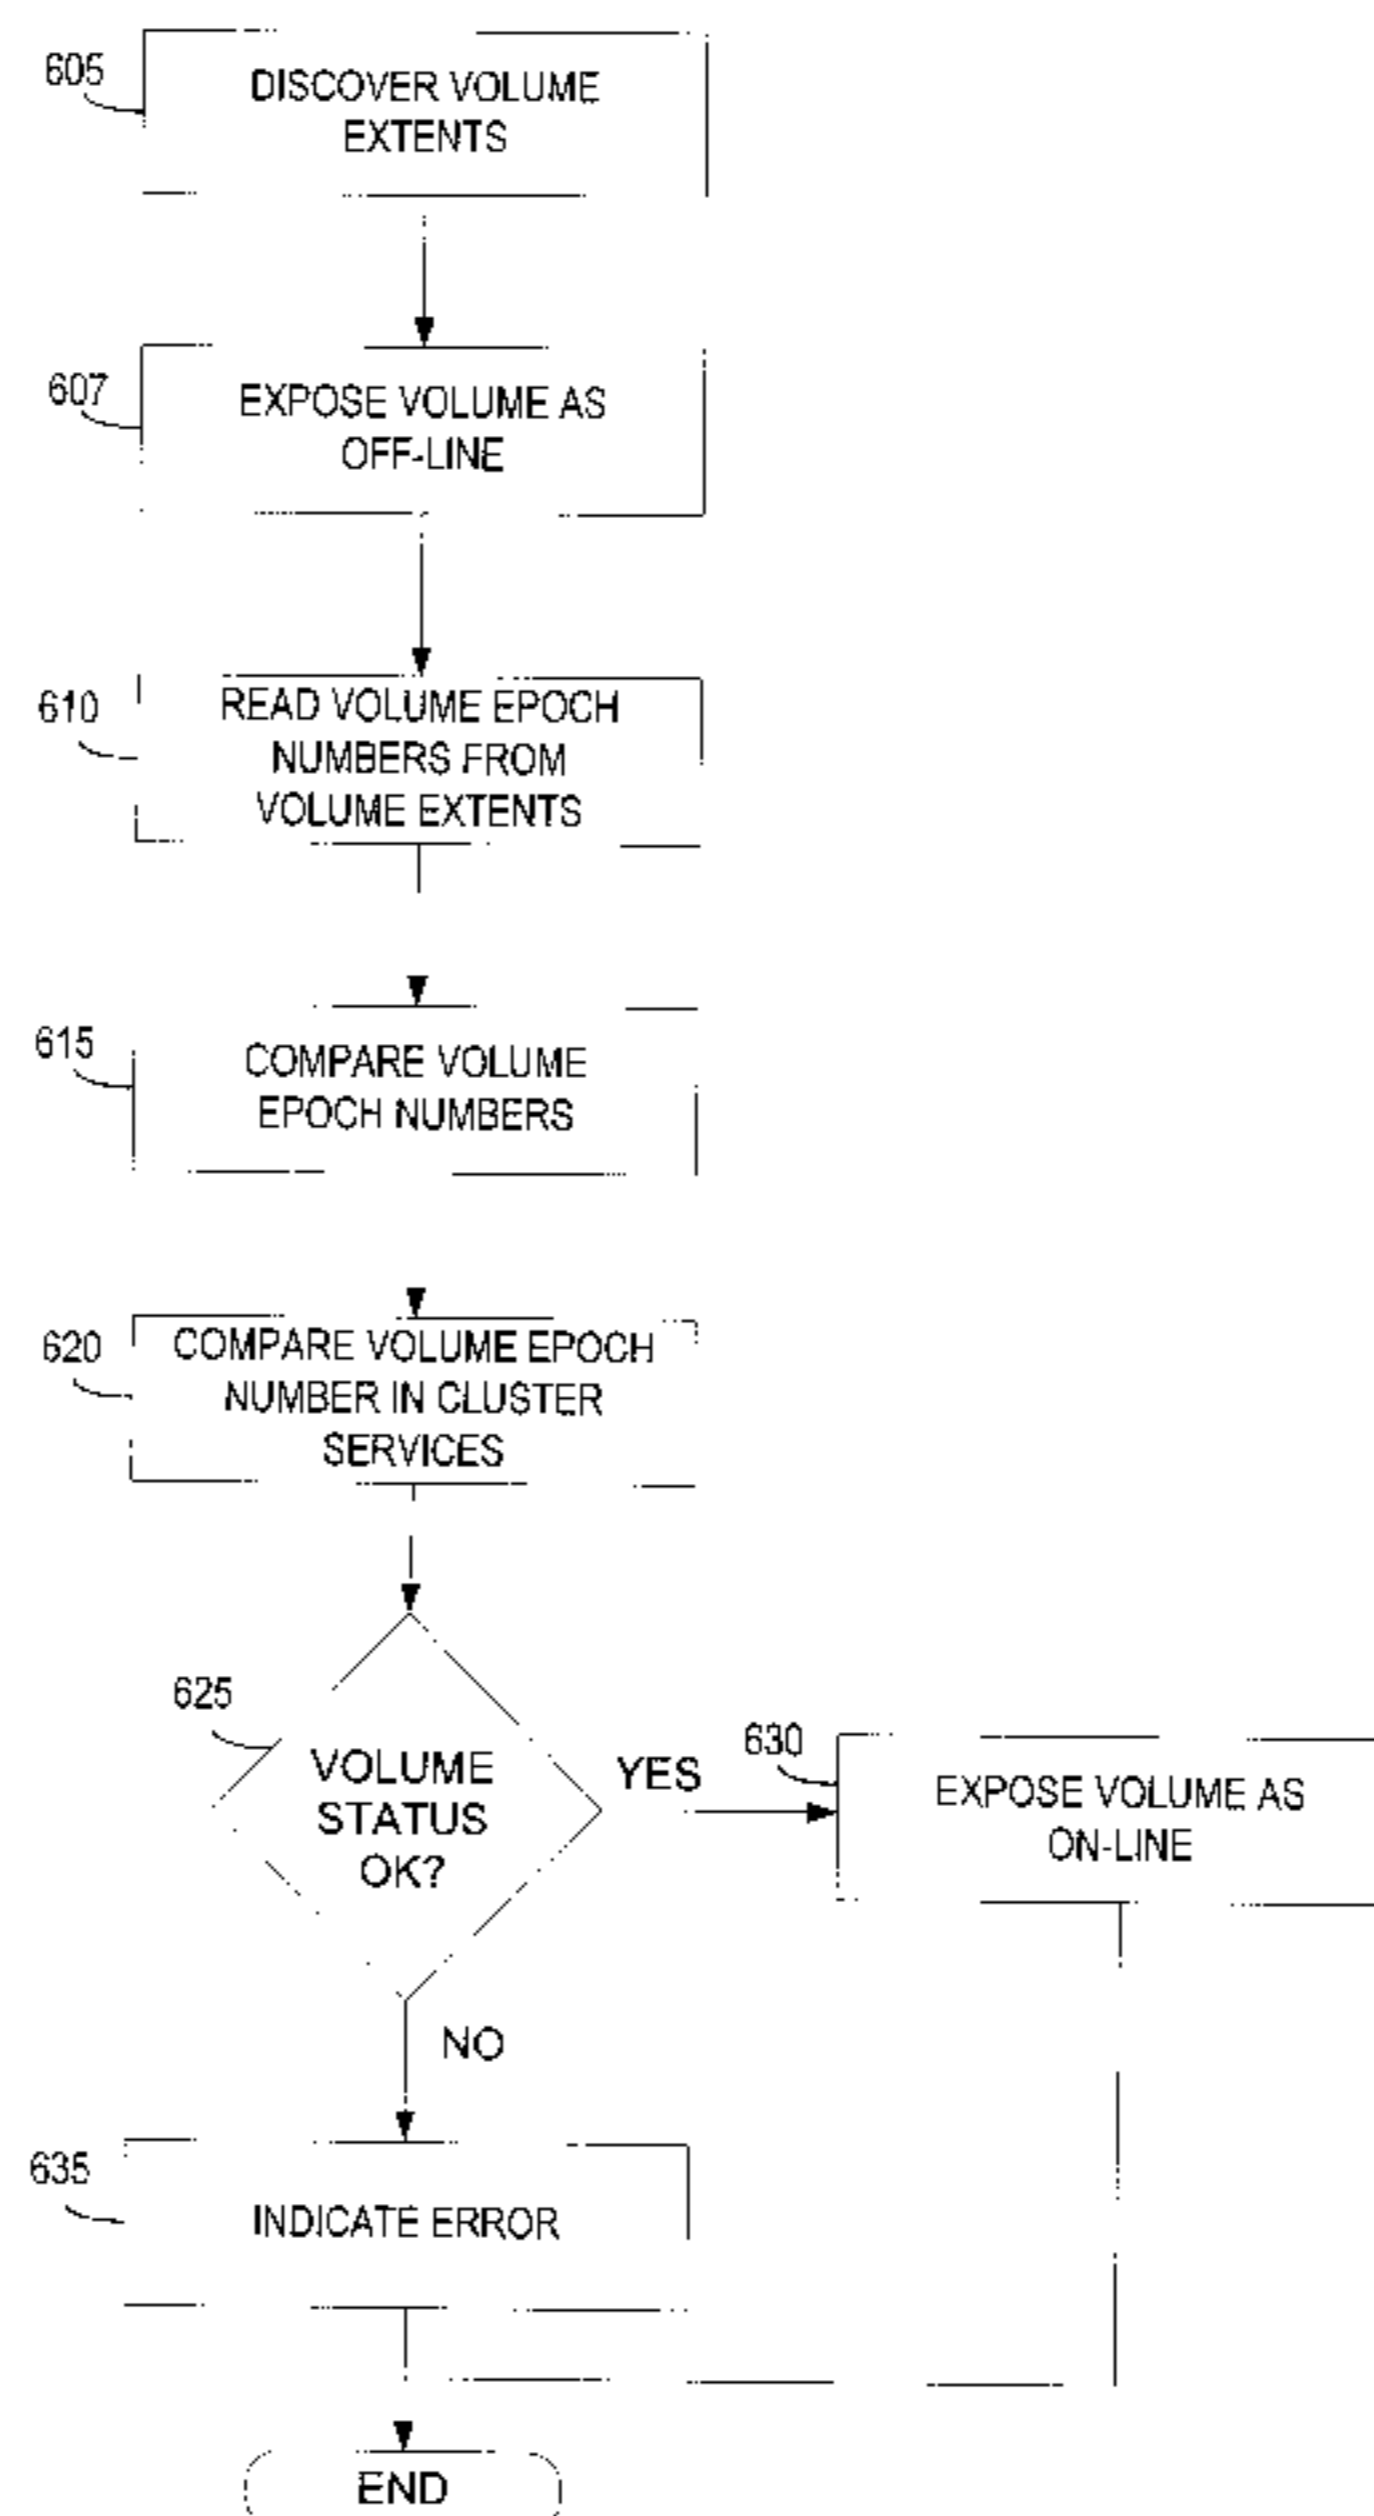 605
DISCOVER VOLUME
EXTENTS
607
EXPOSE VOLUME AS
OFF-LINE
610
READ VOLUME EPOCH
NUMBERS FROM
VOLUME EXTENTS
615
COMPARE VOLUME
EPOCH NUMBERS
620
COMPARE VOLUME EPOCH
NUMBER IN CLUSTER
SERVICES
625
VOLUME
STATUS
OK?
YES
630
EXPOSE VOLUME AS
ON-LINE
NO
635
INDICATE ERROR
END